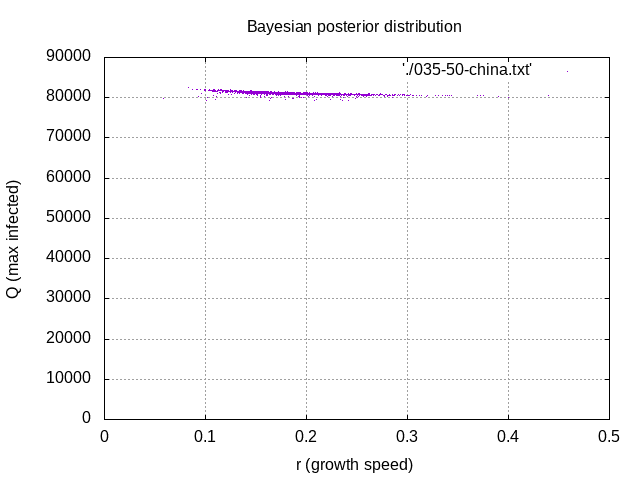 Bayesian posterior distribution
'./035-50-china.txt'
90000
80000
70000
60000
50000
40000
30000
20000
10000
0
Q (max infected)
0 0.1 0.2 0.3 0.4 0.5
r (growth speed)